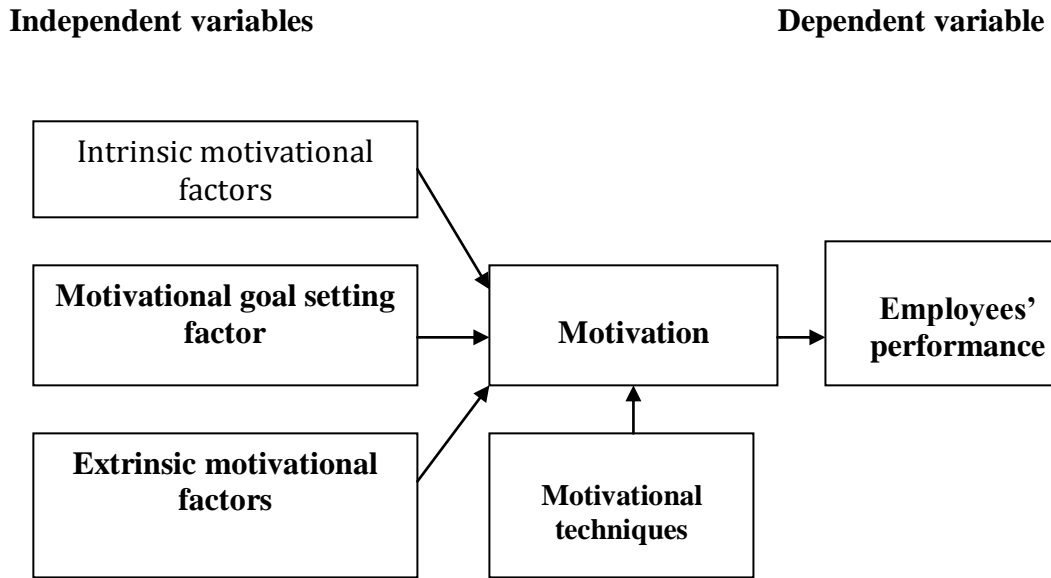 Independent variables
Dependent variable
Intrinsic motivational
factors
Motivational goal setting
factor
Motivation
Employees’
performance
Extrinsic motivational
factors
Motivational
techniques